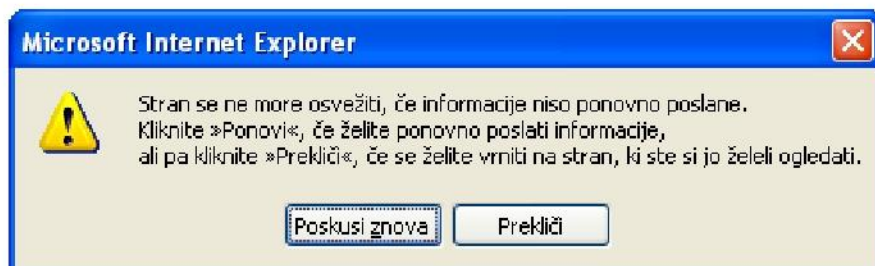 Microsoft Internet Explorer
Stran se ne more osvežiti, če informacije niso ponovno poslane.
Kliknite »Ponovi«, če želite ponovno poslati informacije,
ali pa kliknite »Prekliči«, če se želite vrniti na stran, ki ste si jo želeli ogledati.
Poskusi znova
Prekliči